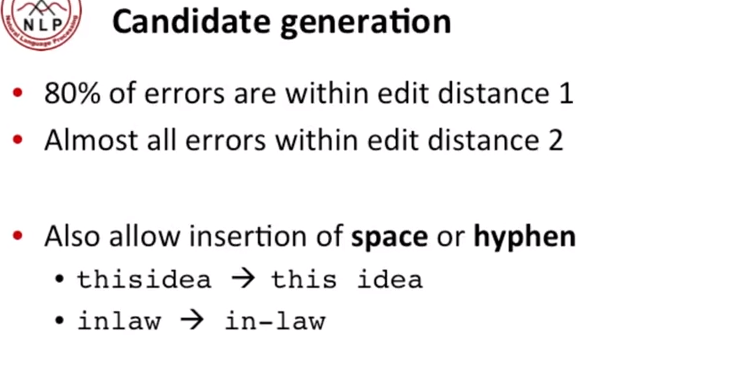 NLP
Natural Language Processing
Candidate generation
• 80% of errors are within edit distance 1
• Almost all errors within edit distance 2
• Also allow insertion of space or hyphen
• thisidea → this idea
• inlaw → in-law